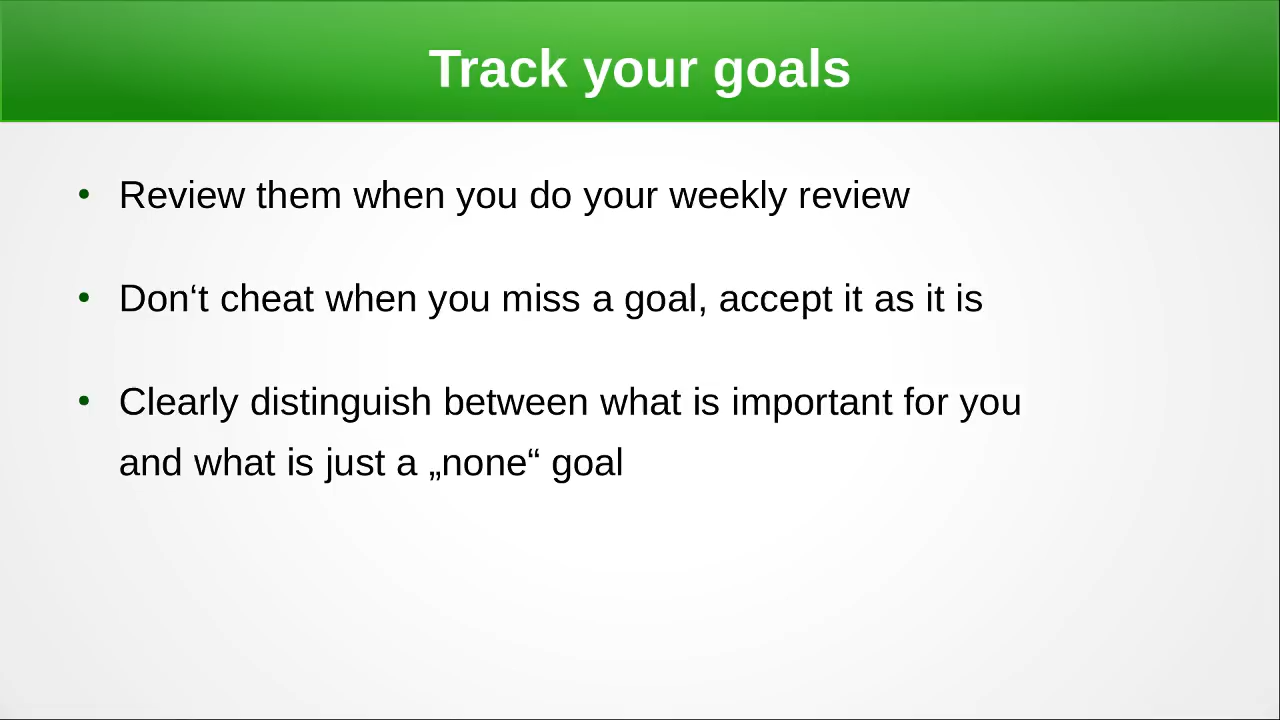 Track your goals
• Review them when you do your weekly review
• Don‘t cheat when you miss a goal, accept it as it is
• Clearly distinguish between what is important for you
and what is just a „none“ goal